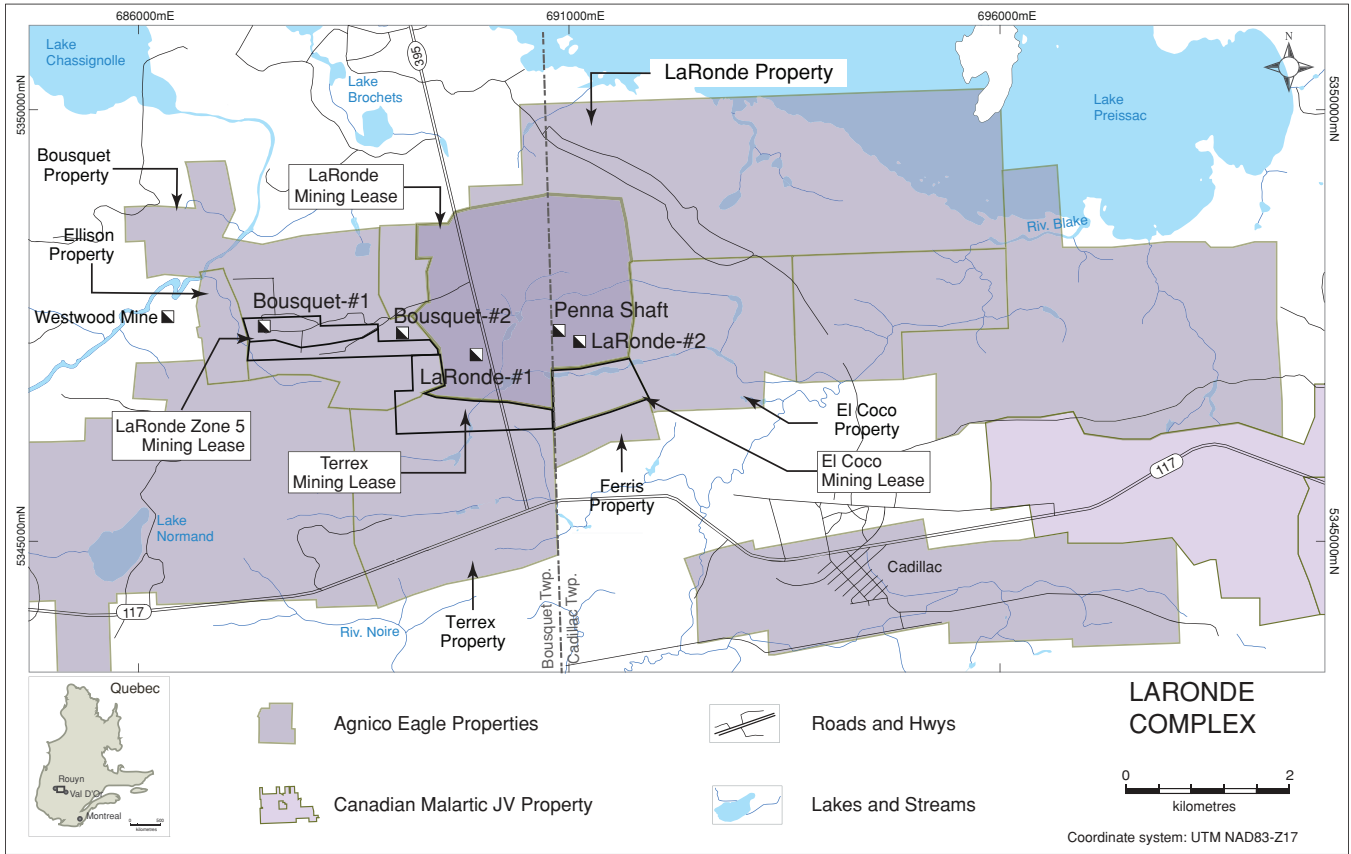 686000mE
691000mE
696000mE
Lake
Chassignolle
395
N
Lake
Brochets
LaRonde Property
5350000mN
5350000mN
Lake
Preissac
Bousquet
Property
LaRonde
Mining Lease
Riv. Blake
Ellison
Property
Bousquet-#1
Westwood Mine
Bousquet-#2
Penna Shaft
LaRonde-#2
LaRonde-#1
LaRonde Zone 5
Mining Lease
El Coco
Property
Terrex
Mining Lease
El Coco
Mining Lease
117
Ferris
Property
Lake
Normand
5345000mN
5345000mN
Cadillac
117
Riv. Noire
Terrex
Property
Bousquet Twp.
Cadillac Twp.
Quebec
Rouyn
Val D'Or
Montreal
0 500
kilometres
Agnico Eagle Properties
Canadian Malartic JV Property
Roads and Hwys
Lakes and Streams
LARONDE
COMPLEX
0 2
kilometres
Coordinate system: UTM NAD83-Z17